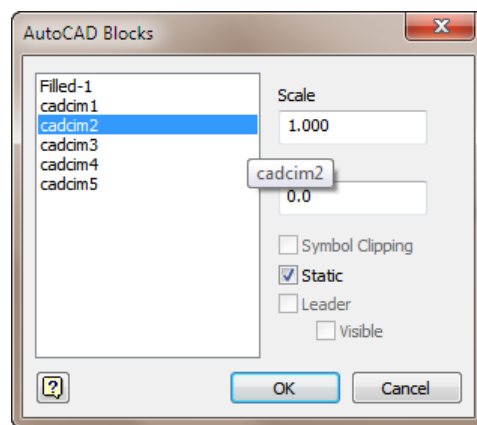 AutoCAD Blocks
Filled-1
cadcim1
cadcim2
cadcim3
cadcim4
cadcim5
Scale
1.000
cadcim2
0.0
Symbol Clipping
Static
Leader
Visible
OK
Cancel